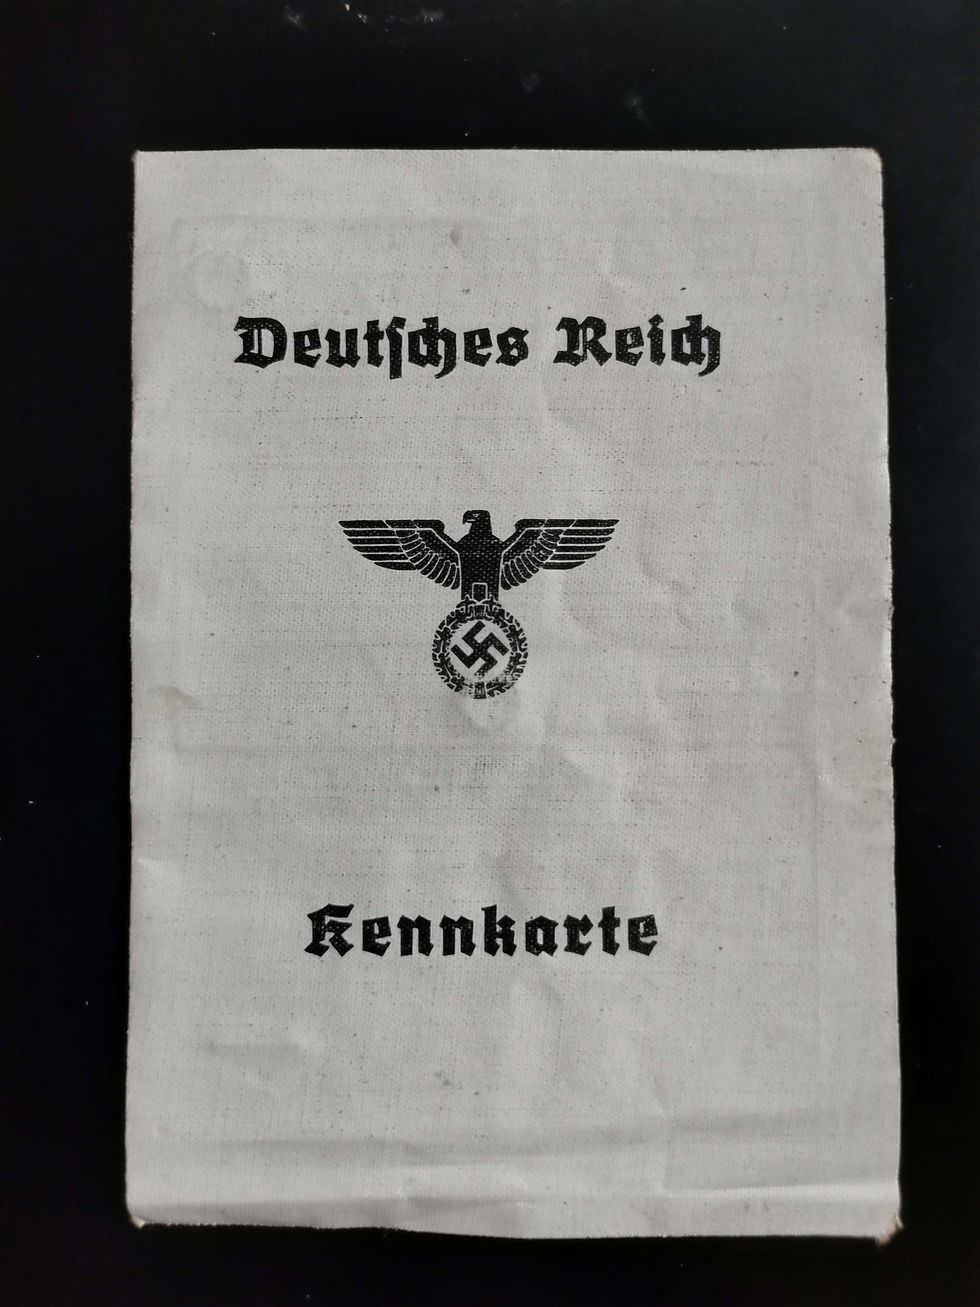 Deutſches Reich
Kennkarte